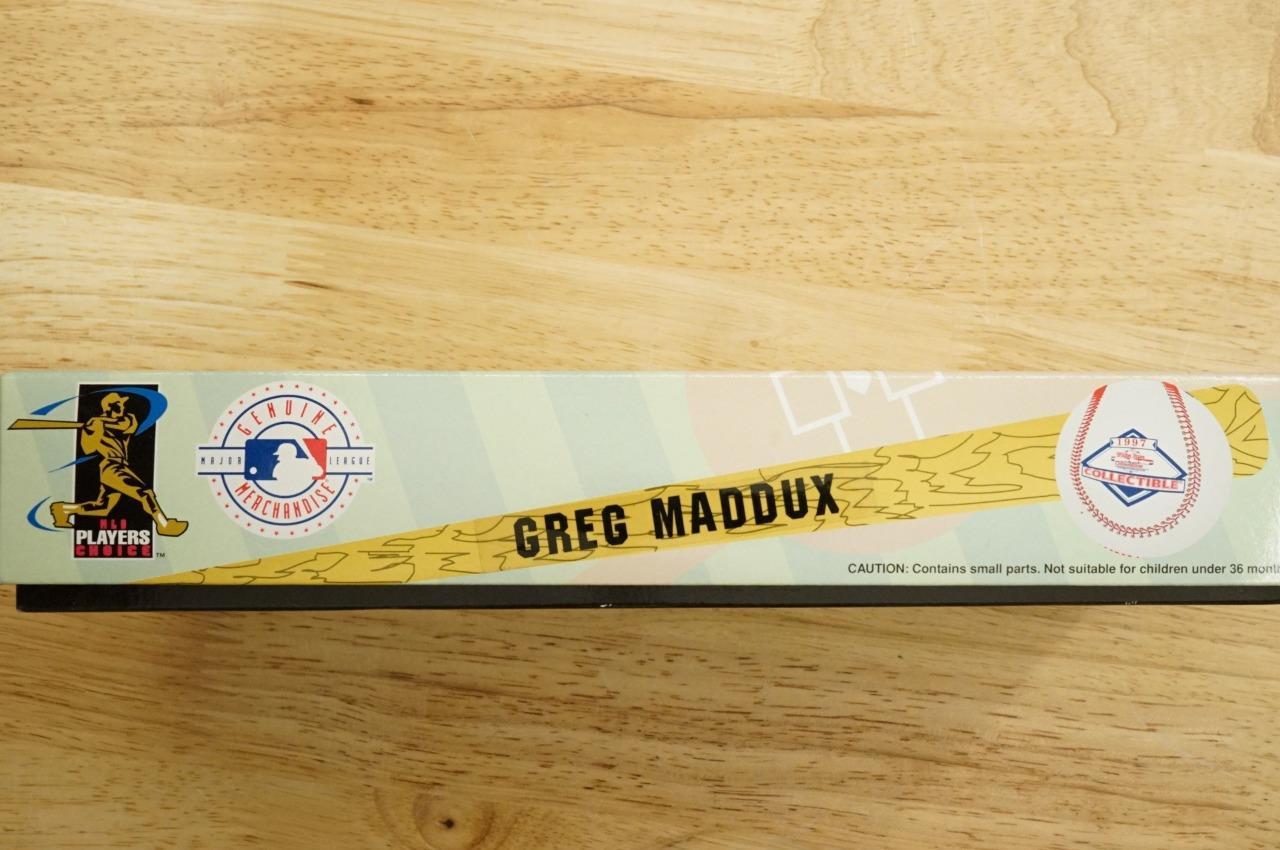 MLB
PLAYERS
CHOICE
TM
GENUINE
MAJOR LEAGUE
MERCHANDISE
GREG MADDUX
1997
COLLECTIBLE
CAUTION: Contains small parts. Not suitable for children under 36